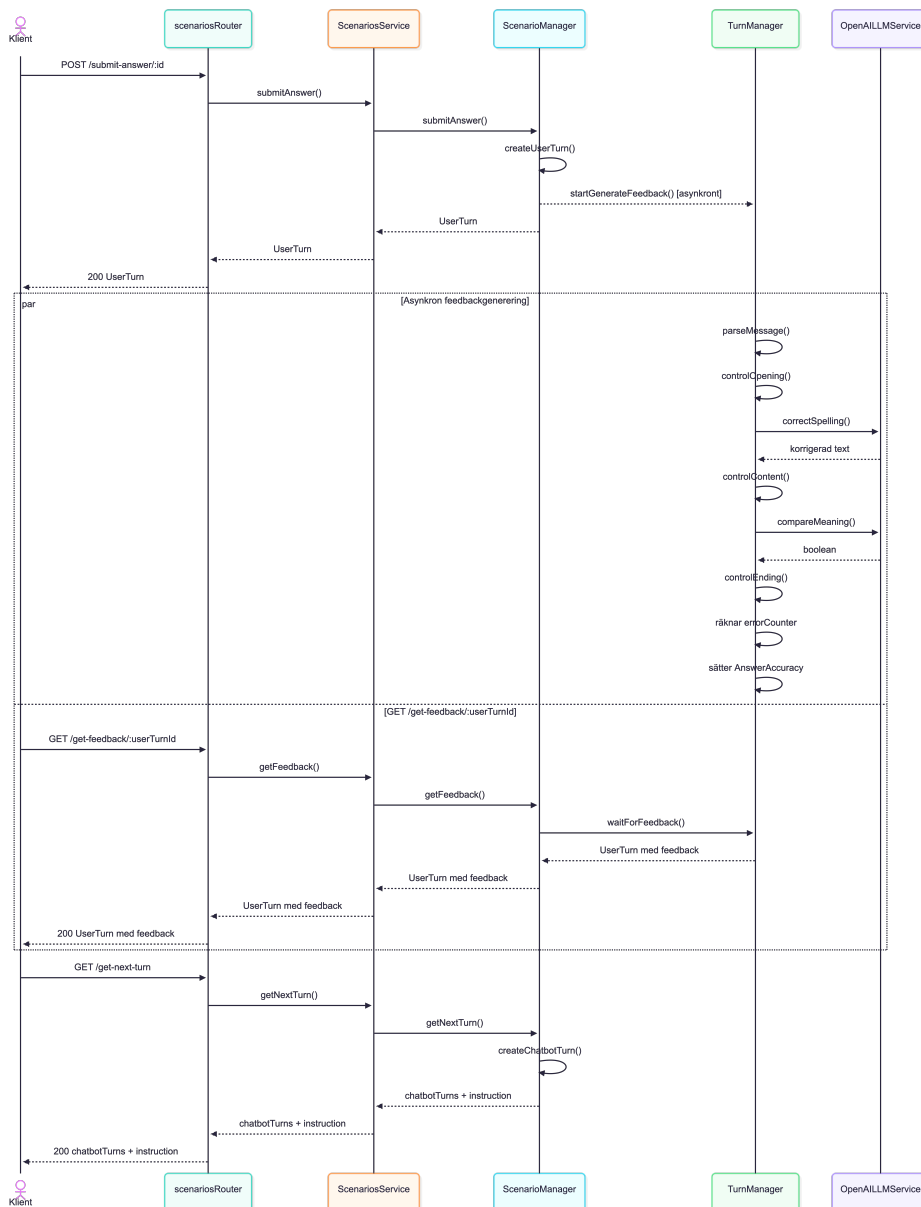 Klient
scenariosRouter
ScenariosService
ScenarioManager
TurnManager
OpenAILLMService
POST /submit-answer/:id
submitAnswer()
submitAnswer()
createUserTurn()
startGenerateFeedback() [asynkront]
UserTurn
UserTurn
200 UserTurn
par
[Asynkron feedbackgenerering]
parseMessage()
controlOpening()
correctSpelling()
korrigerad text
controlContent()
compareMeaning()
boolean
controlEnding()
räknar errorCounter
sätter AnswerAccuracy
[GET /get-feedback/:userTurnId]
GET /get-feedback/:userTurnId
getFeedback()
getFeedback()
waitForFeedback()
UserTurn med feedback
UserTurn med feedback
UserTurn med feedback
200 UserTurn med feedback
GET /get-next-turn
getNextTurn()
getNextTurn()
createChatbotTurn()
chatbotTurns + instruction
chatbotTurns + instruction
200 chatbotTurns + instruction
Klient
scenariosRouter
ScenariosService
ScenarioManager
TurnManager
OpenAILLMService